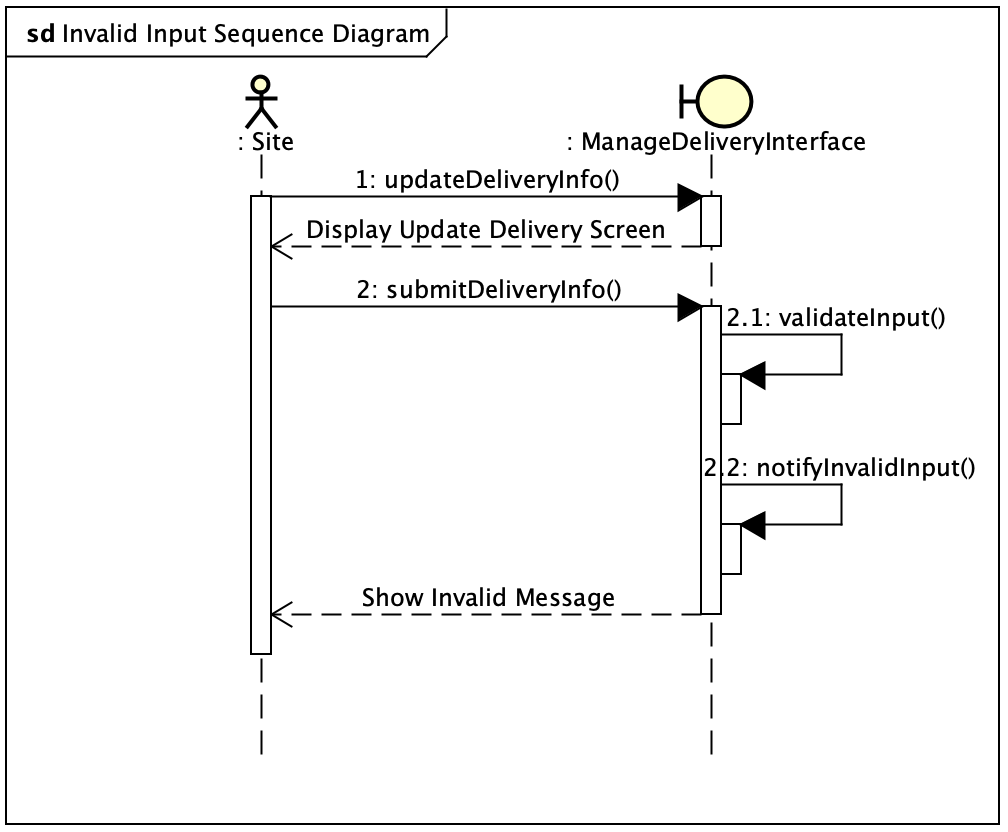 sd Invalid Input Sequence Diagram
: Site
: ManageDeliveryInterface
1: updateDeliveryInfo()
Display Update Delivery Screen
2: submitDeliveryInfo()
2.1: validateInput()
2.2: notifyInvalidInput()
Show Invalid Message